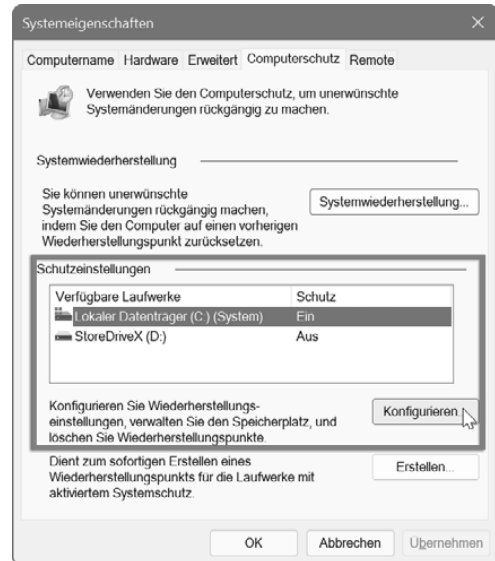 Systemeigenschaften
Computername Hardware Erweitert Computerschutz Remote
Verwenden Sie den Computerschutz, um unerwünschte
Systemänderungen rückgängig zu machen.
Systemwiederherstellung
Sie können unerwünschte
Systemänderungen rückgängig machen,
indem Sie den Computer auf einen vorherigen
Wiederherstellungspunkt zurücksetzen.
Systemwiederherstellung...
Schutzeinstellungen
Verfügbare Laufwerke Schutz
Lokaler Datenträger (C:) (System) Ein
StoreDriveX (D:) Aus
Konfigurieren Sie Wiederherstellungs-
einstellungen, verwalten Sie den Speicherplatz, und
löschen Sie Wiederherstellungspunkte.
Konfigurieren...
Dient zum sofortigen Erstellen eines
Wiederherstellungspunkts für die Laufwerke mit
aktiviertem Systemschutz.
Erstellen...
OK Abbrechen Übernehmen